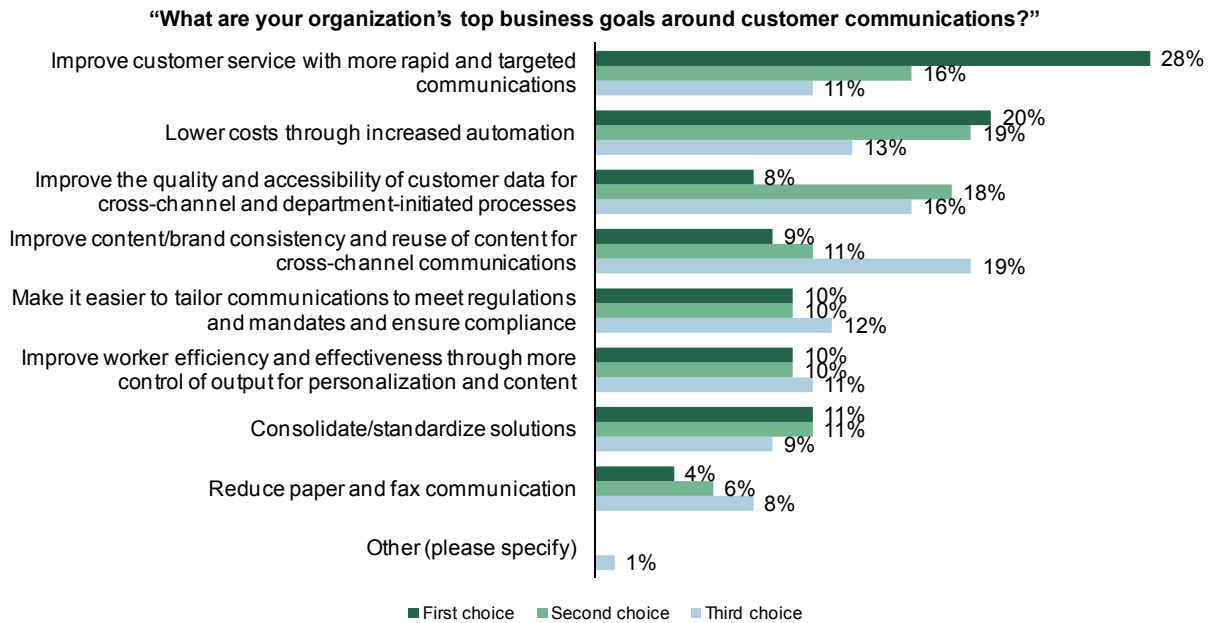 “What are your organization’s top business goals around customer communications?”
Improve customer service with more rapid and targeted
communications
28%
16%
11%
Lower costs through increased automation
20%
19%
13%
Improve the quality and accessibility of customer data for
cross-channel and department-initiated processes
8%
18%
16%
Improve content/brand consistency and reuse of content for
cross-channel communications
9%
11%
19%
Make it easier to tailor communications to meet regulations
and mandates and ensure compliance
10%
10%
12%
Improve worker efficiency and effectiveness through more
control of output for personalization and content
10%
10%
11%
Consolidate/standardize solutions
11%
11%
9%
Reduce paper and fax communication
4%
6%
8%
Other (please specify)
1%
First choice Second choice Third choice